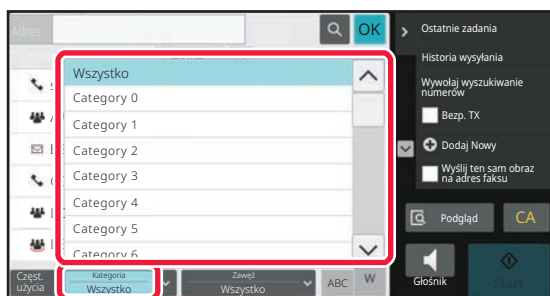 Adres
OK
Wszystko
Category 0
Category 1
Category 2
Category 3
Category 4
Category 5
Category 6
Częst.
użycia
Kategoria
Wszystko
Zawęź
Wszystko
ABC
W
Ostatnie zadania
Historia wysyłania
Wywołaj wyszukiwanie
numerów
Bezp. TX
Dodaj Nowy
Wyślij ten sam obraz
na adres faksu
Podgląd
CA
Głośnik
Start